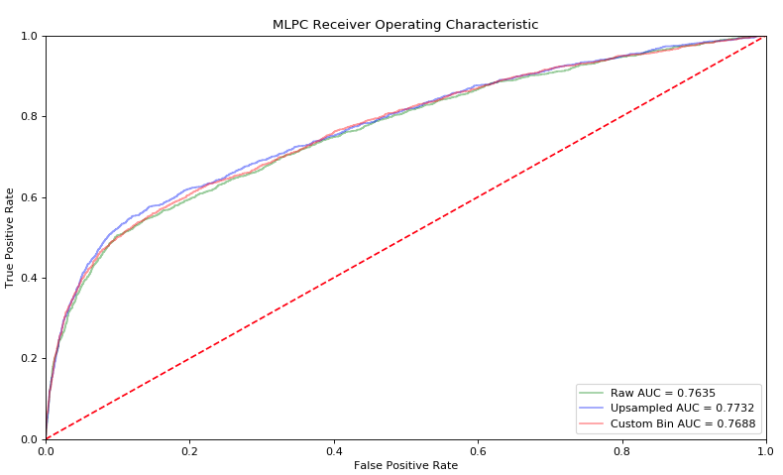 MLPC Receiver Operating Characteristic
1.0
0.8
0.6
0.4
0.2
0.0
True Positive Rate
Raw AUC = 0.7635
Upsampled AUC = 0.7732
Custom Bin AUC = 0.7688
0.0 0.2 0.4 0.6 0.8 1.0
False Positive Rate